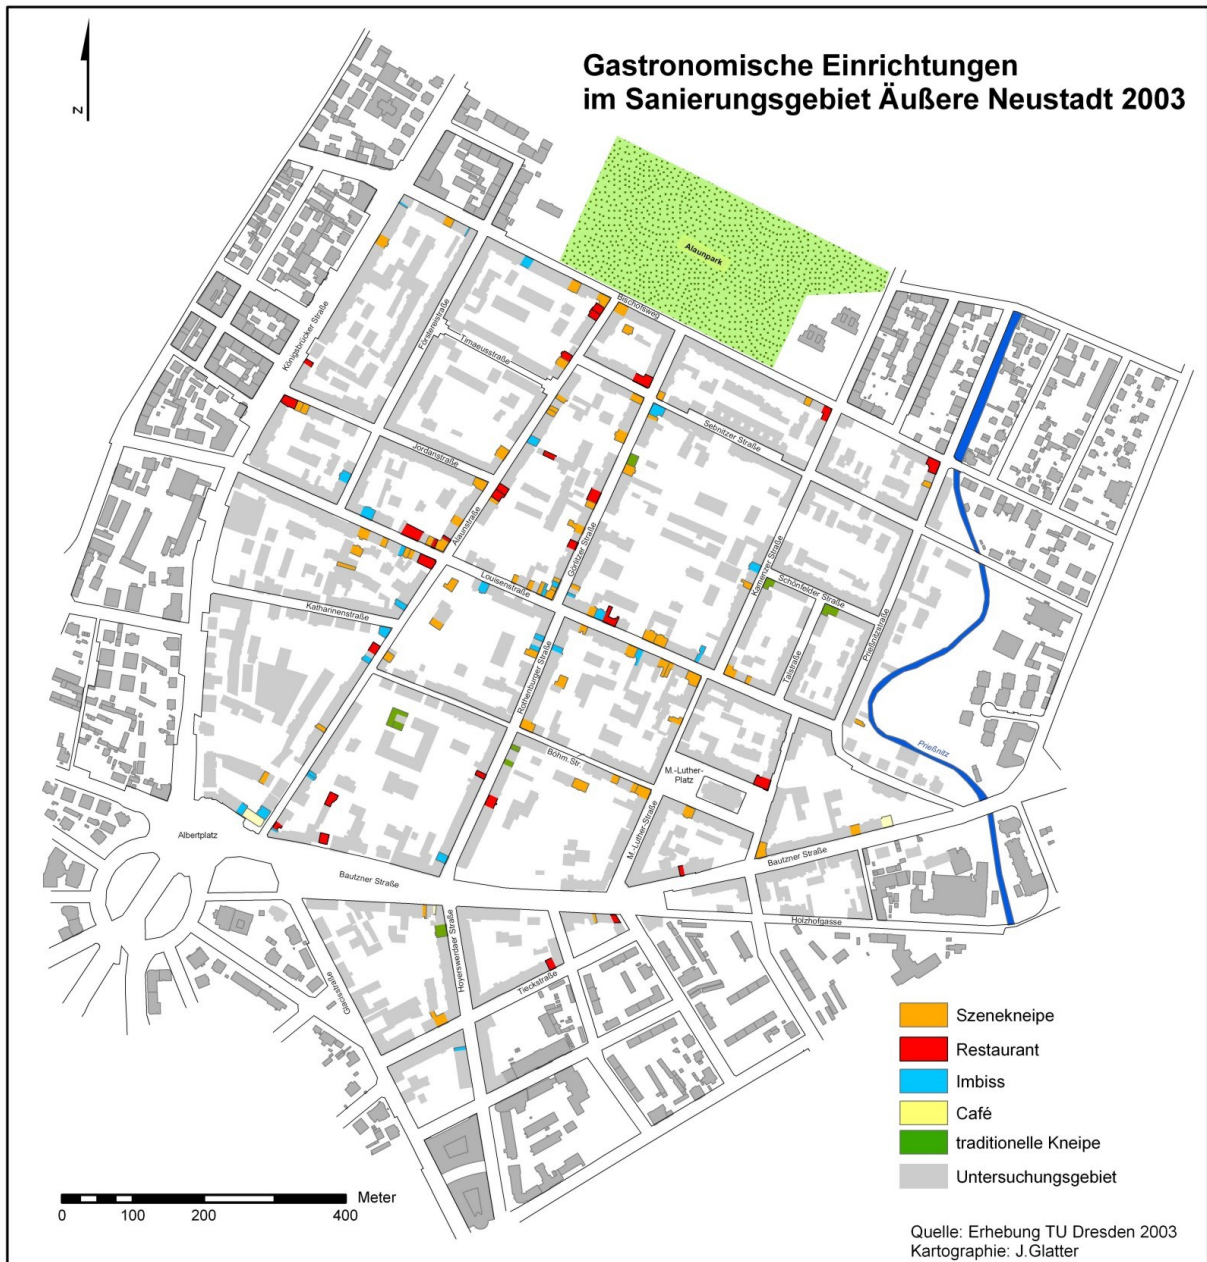 Gastronomische Einrichtungen
im Sanierungsgebiet Äußere Neustadt 2003
N
Alaunpark
Bischofsweg
Königsbrücker Straße
Förstereistraße
Timaeusstraße
Sebnitzer Straße
Jordanstraße
Alaunstraße
Görlitzer Straße
Kamenzer Straße
Schönfelder Straße
Louisenstraße
Katharinenstraße
Prießnitzstraße
Talstraße
Rothenburger Straße
Prießnitz
Böhm.Str.
M.-Luther-
Platz
M.-Luther-Straße
Albertplatz
Bautzner Straße
Bautzner Straße
Holzhofgasse
Hoyerswerdaer Straße
Glacisstraße
Tieckstraße
Szenekneipe
Restaurant
Imbiss
Café
traditionelle Kneipe
Untersuchungsgebiet
Meter
0 100 200 400
Quelle: Erhebung TU Dresden 2003
Kartographie: J.Glatter